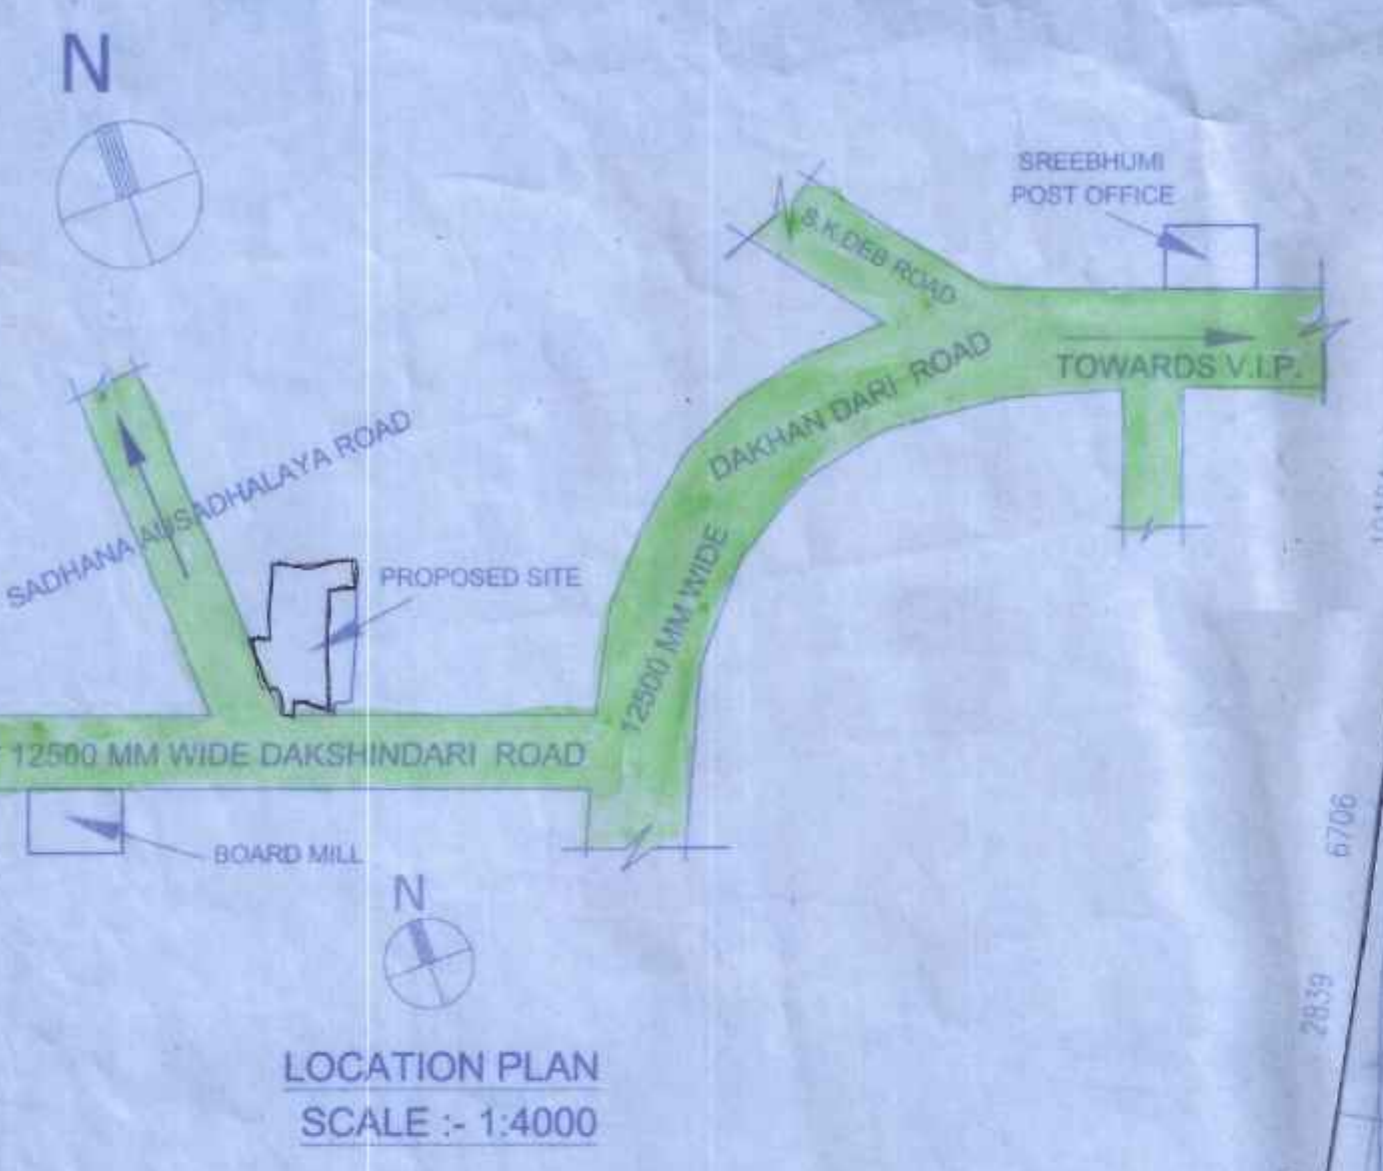 N
SREEBHUMI
POST OFFICE
S.K.DEB ROAD
DAKHAN DARI ROAD
TOWARDS V.I.P.
SADHANA AUSADHALAYA ROAD
PROPOSED SITE
12500 MM WIDE
12500 MM WIDE DAKSHINDARI ROAD
BOARD MILL
6706
N
2839
LOCATION PLAN
SCALE :- 1:4000